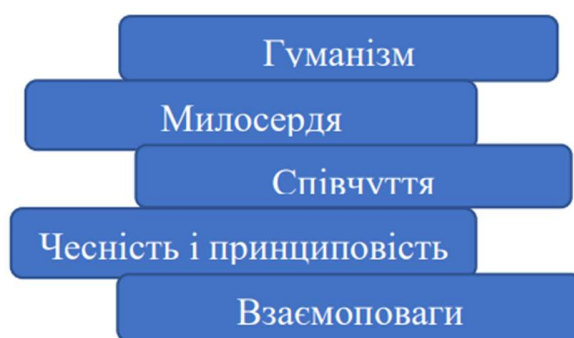 Гуманізм
Милосердя
Співчуття
Чесність і принциповість
Взаємоповаги